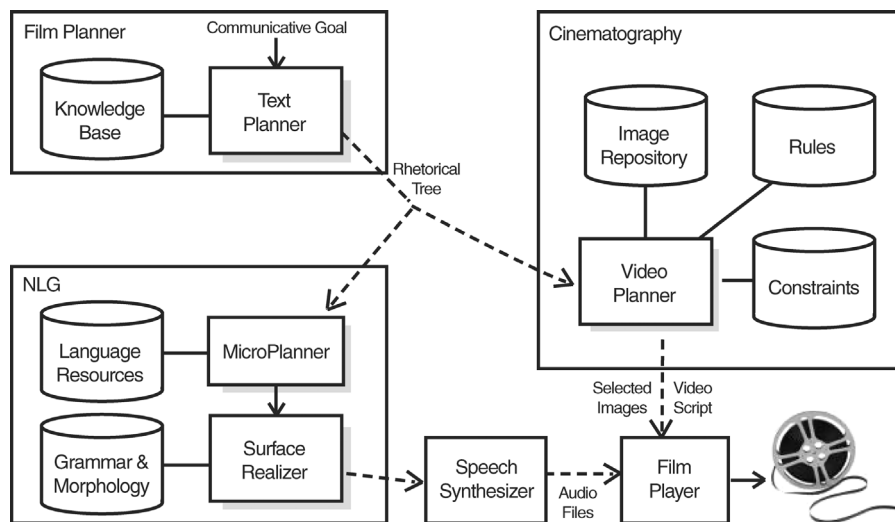 Film Planner
Communicative Goal
Knowledge
Base
Text
Planner
Rhetorical
Tree
Cinematography
Image
Repository
Rules
Video
Planner
Constraints
NLG
Language
Resources
MicroPlanner
Grammar &
Morphology
Surface
Realizer
Selected
Images
Video
Script
Speech
Synthesizer
Audio
Files
Film
Player